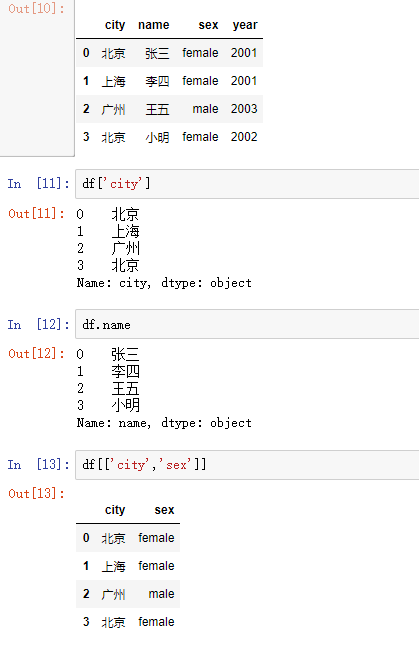 Out[10]:
city name sex year
0 北京 张三 female 2001
1 上海 李四 female 2001
2 广州 王五 male 2003
3 北京 小明 female 2002
In [11]: df['city']
Out[11]: 0 北京
1 上海
2 广州
3 北京
Name: city, dtype: object
In [12]: df.name
Out[12]: 0 张三
1 李四
2 王五
3 小明
Name: name, dtype: object
In [13]: df[['city','sex']]
Out[13]:
city sex
0 北京 female
1 上海 female
2 广州 male
3 北京 female